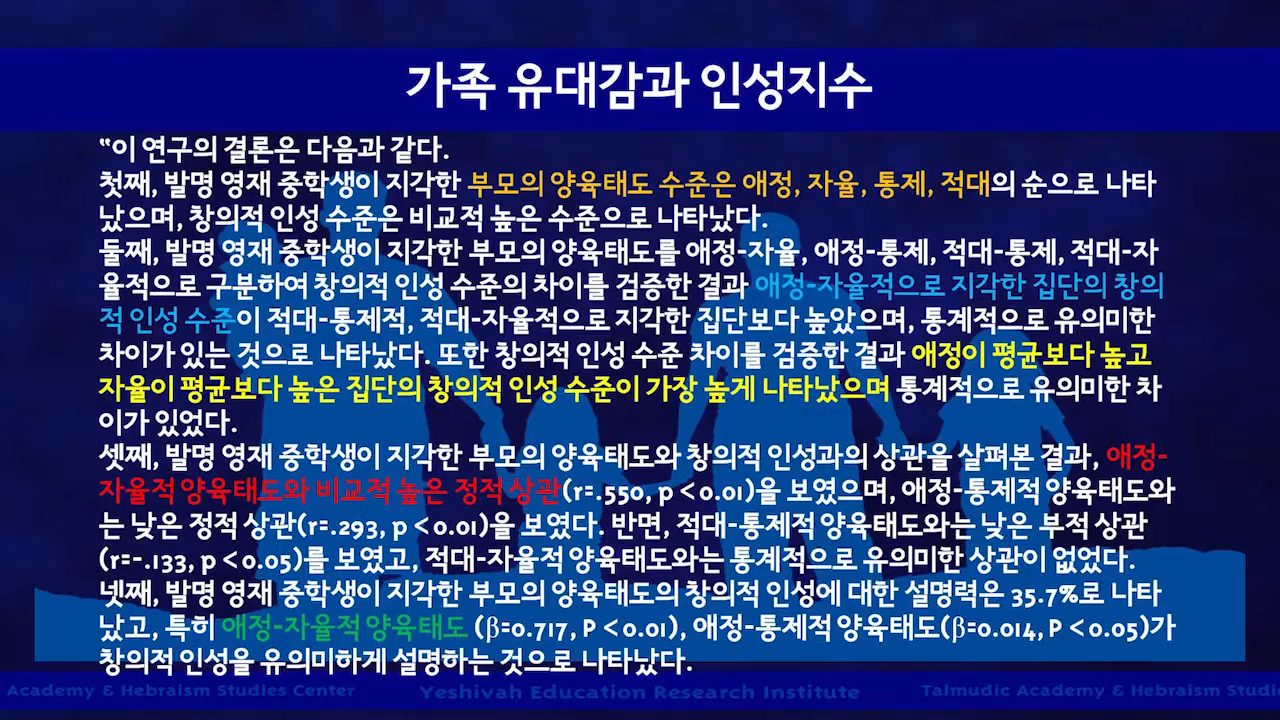 가족 유대감과 인성지수
“이 연구의 결론은 다음과 같다.
첫째, 발명 영재 중학생이 지각한 부모의 양육태도 수준은 애정, 자율, 통제, 적대의 순으로 나타
났으며, 창의적 인성 수준은 비교적 높은 수준으로 나타났다.
둘째, 발명 영재 중학생이 지각한 부모의 양육태도를 애정-자율, 애정-통제, 적대-통제, 적대-자
율적으로 구분하여 창의적 인성 수준의 차이를 검증한 결과 애정-자율적으로 지각한 집단의 창의
적 인성 수준이 적대-통제적, 적대-자율적으로 지각한 집단보다 높았으며, 통계적으로 유의미한
차이가 있는 것으로 나타났다. 또한 창의적 인성 수준 차이를 검증한 결과 애정이 평균보다 높고
자율이 평균보다 높은 집단의 창의적 인성 수준이 가장 높게 나타났으며 통계적으로 유의미한 차
이가 있었다.
셋째, 발명 영재 중학생이 지각한 부모의 양육태도와 창의적 인성과의 상관을 살펴본 결과, 애정-
자율적 양육태도와 비교적 높은 정적 상관(r=.550, p <0.01)을 보였으며, 애정-통제적 양육태도와
는 낮은 정적 상관(r=.293, p <0.01)을 보였다. 반면, 적대-통제적 양육태도와는 낮은 부적 상관
(r=-.133, p <0.05)를 보였고, 적대-자율적 양육태도와는 통계적으로 유의미한 상관이 없었다.
넷째, 발명 영재 중학생이 지각한 부모의 양육태도의 창의적 인성에 대한 설명력은 35.7%로 나타
났고, 특히 애정-자율적 양육태도 (β=0.717, P <0.01), 애정-통제적 양육태도(β=0.014, P <0.05)가
창의적 인성을 유의미하게 설명하는 것으로 나타났다.
Academy & Hebraism Studies Center Yeshivah Education Research Institute Talmudic Academy & Hebraism Studie